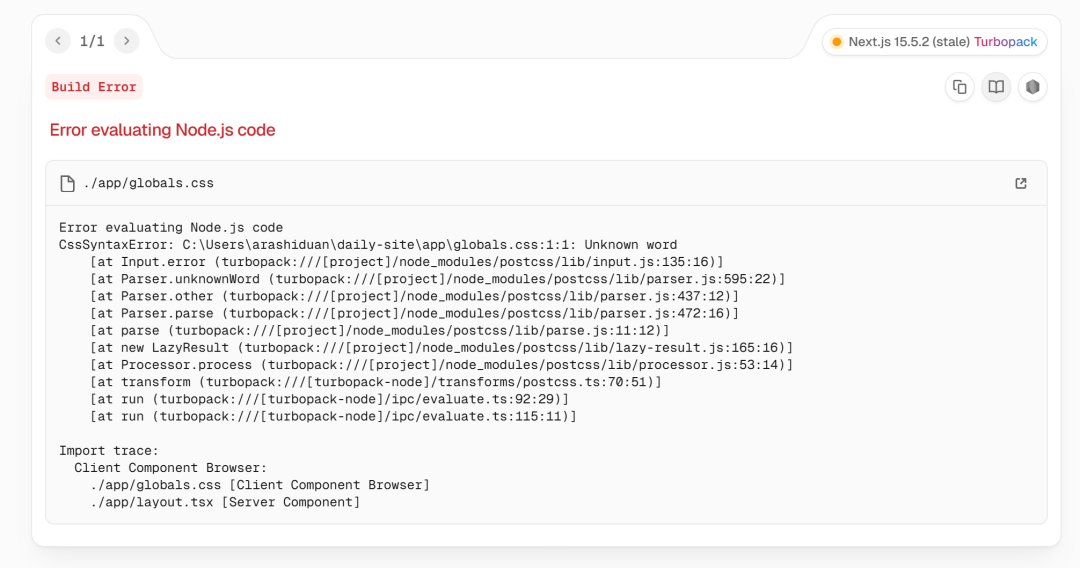 1/1
Next.js 15.5.2 (stale) Turbopack
Build Error
Error evaluating Node.js code
./app/globals.css
Error evaluating Node.js code
CssSyntaxError: C:\Users\arashiduan\daily-site\app\globals.css:1:1: Unknown word
    [at Input.error (turbopack:///[project]/node_modules/postcss/lib/input.js:135:16)]
    [at Parser.unknownWord (turbopack:///[project]/node_modules/postcss/lib/parser.js:595:22)]
    [at Parser.other (turbopack:///[project]/node_modules/postcss/lib/parser.js:437:12)]
    [at Parser.parse (turbopack:///[project]/node_modules/postcss/lib/parser.js:472:16)]
    [at parse (turbopack:///[project]/node_modules/postcss/lib/parse.js:11:12)]
    [at new LazyResult (turbopack:///[project]/node_modules/postcss/lib/lazy-result.js:165:16)]
    [at Processor.process (turbopack:///[project]/node_modules/postcss/lib/processor.js:53:14)]
    [at transform (turbopack:///[turbopack-node]/transforms/postcss.ts:70:51)]
    [at run (turbopack:///[turbopack-node]/ipc/evaluate.ts:92:29)]
    [at run (turbopack:///[turbopack-node]/ipc/evaluate.ts:115:11)]
Import trace:
  Client Component Browser:
    ./app/globals.css [Client Component Browser]
    ./app/layout.tsx [Server Component]